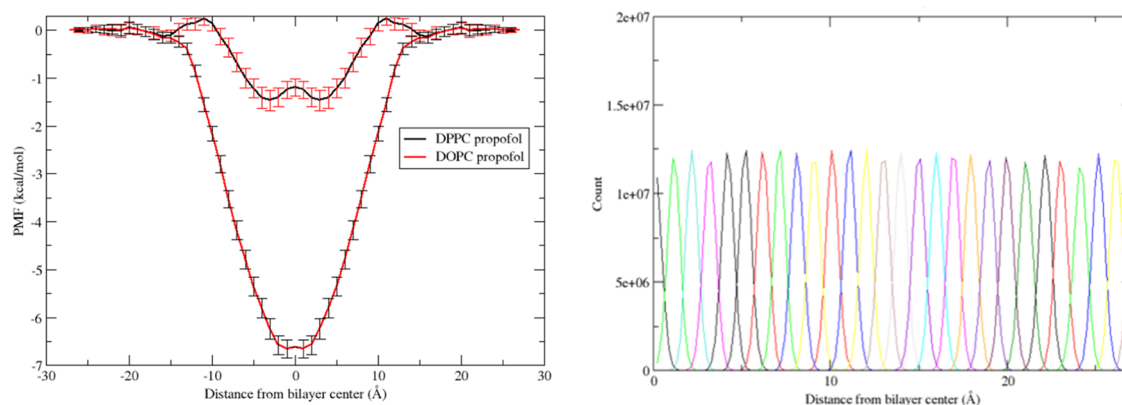 0
-1
-2
-3
-4
-5
-6
-7
PMF (kcal/mol)
DPPC propofol
DOPC propofol
-30 -20 -10 0 10 20 30
Distance from bilayer center (Å)
2e+07
1.5e+07
1e+07
5e+06
0
Count
0 10 20
Distance from bilayer center (Å)